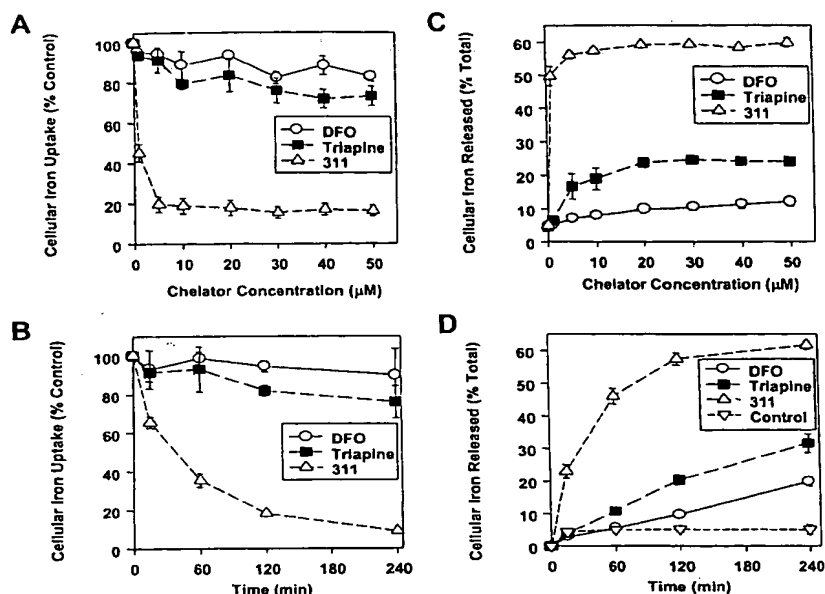 A
Cellular Iron Uptake (% Control)
100
80
60
40
20
0
DFO
Triapine
311
0 10 20 30 40 50
Chelator Concentration (µM)
B
Cellular Iron Uptake (% Control)
100
80
60
40
20
0
DFO
Triapine
311
0 60 120 180 240
Time (min)
C
Cellular Iron Released (% Total)
60
50
40
30
20
10
0
DFO
Triapine
311
0 10 20 30 40 50
Chelator Concentration (µM)
D
Cellular Iron Released (% Total)
60
50
40
30
20
10
0
DFO
Triapine
311
Control
0 60 120 180 240
Time (min)